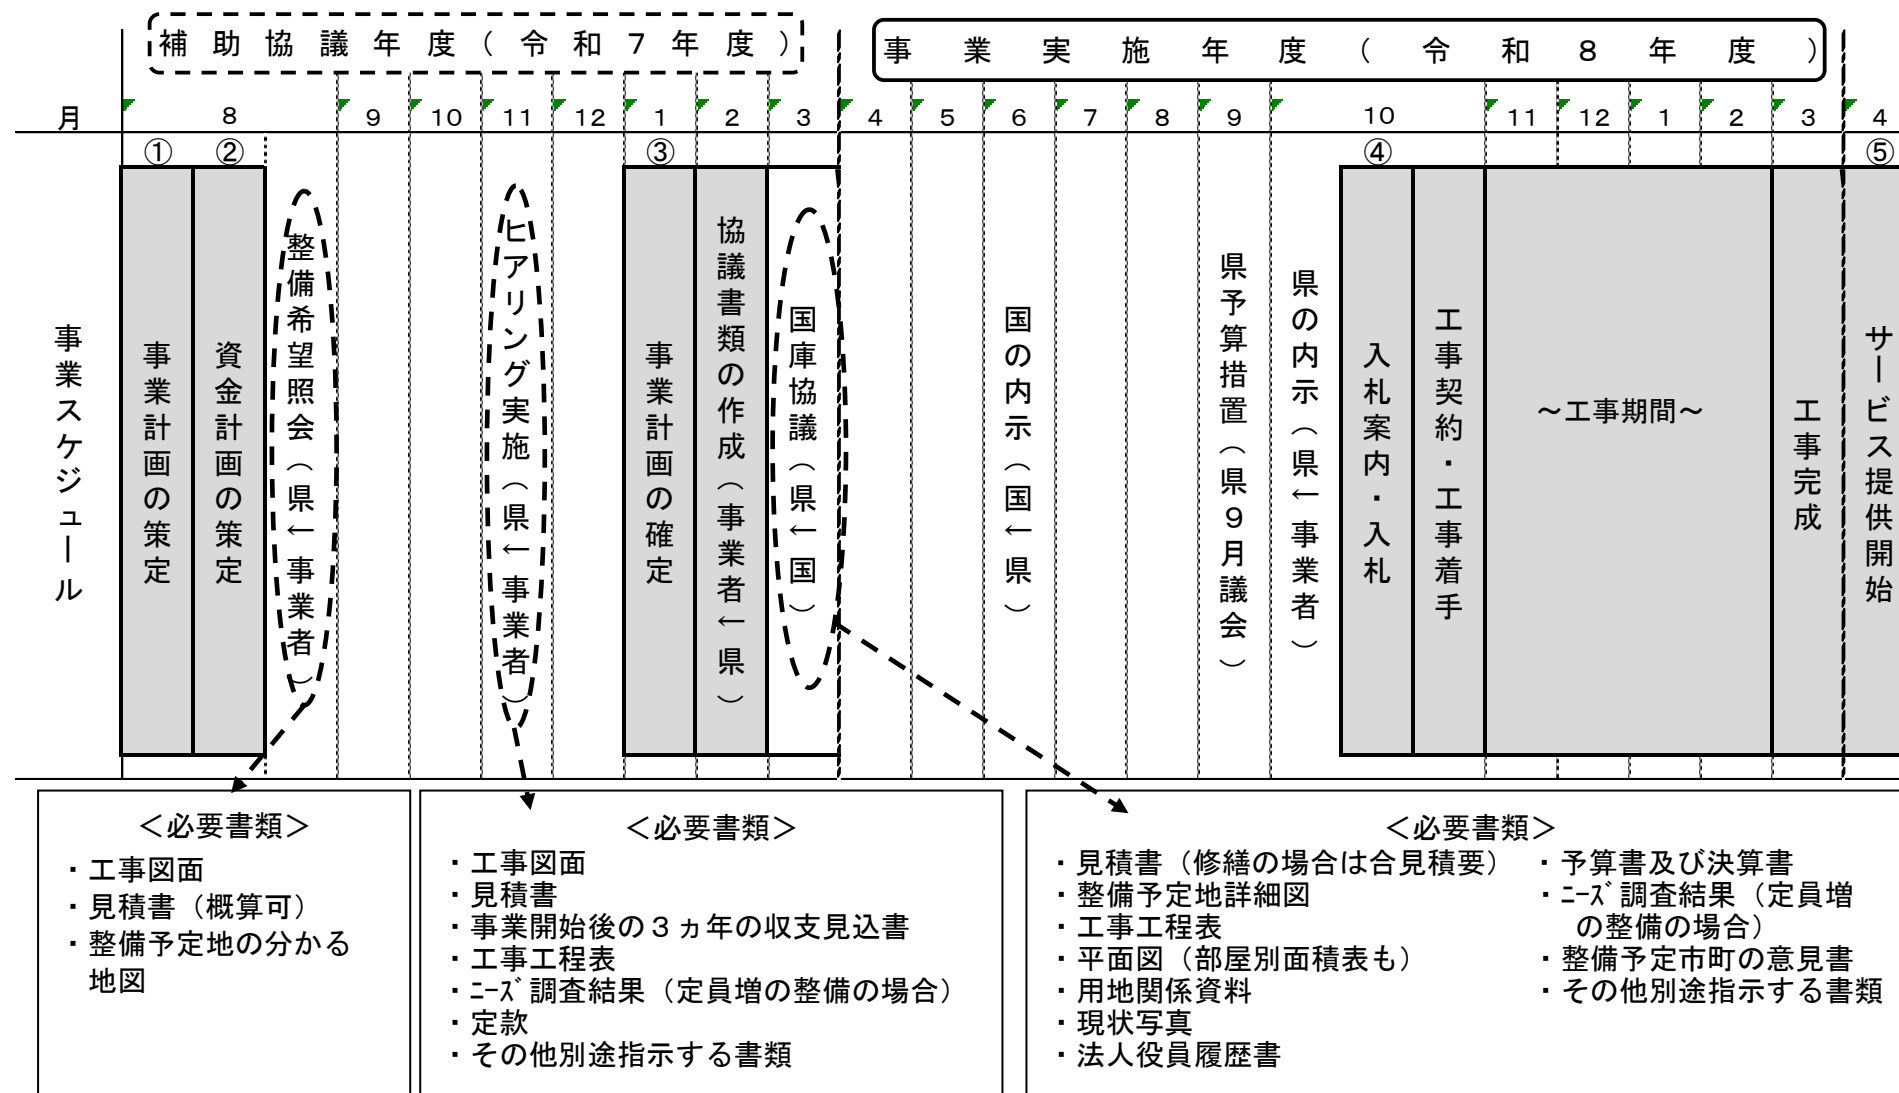 補助協議年度（令和７年度）
事業実施年度（令和８年度）
月 8 9 10 11 12 1 2 3 4 5 6 7 8 9 10 11 12 1 2 3 4
① ② ③ ④ ⑤
事業スケジュール
事業計画の策定
資金計画の策定
整備希望照会（県←事業者）
ヒアリング実施（県←事業者）
事業計画の確定
協議書類の作成（事業者←県）
国庫協議（県←国）
国の内示（国←県）
県予算措置（県９月議会）
県の内示（県←事業者）
入札案内・入札
工事契約・工事着手
～工事期間～
工事完成
サービス提供開始
＜必要書類＞
・工事図面
・見積書（概算可）
・整備予定地の分かる
地図
＜必要書類＞
・工事図面
・見積書
・事業開始後の３ヵ年の収支見込書
・工事工程表
・ﾆｰｽﾞ調査結果（定員増の整備の場合）
・定款
・その他別途指示する書類
＜必要書類＞
・見積書（修繕の場合は合見積要）
・整備予定地詳細図
・工事工程表
・平面図（部屋別面積表も）
・用地関係資料
・現状写真
・法人役員履歴書
・予算書及び決算書
・ﾆｰｽﾞ調査結果（定員増
の整備の場合）
・整備予定市町の意見書
・その他別途指示する書類